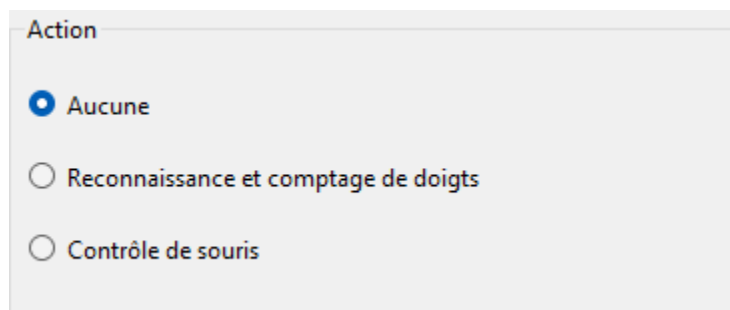 Action
Aucune
Reconnaissance et comptage de doigts
Contrôle de souris